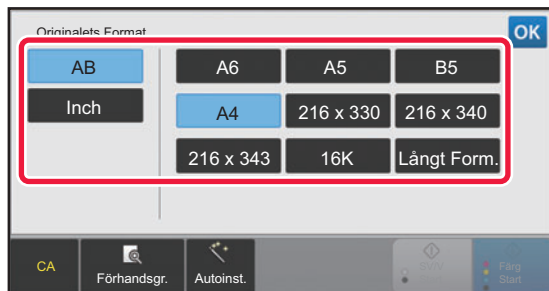 Originalets Format
OK
AB
A6
A5
B5
Inch
A4
216 x 330
216 x 340
216 x 343
16K
Långt Form.
CA
Förhandsgr.
Autoinst.
Färg
Start